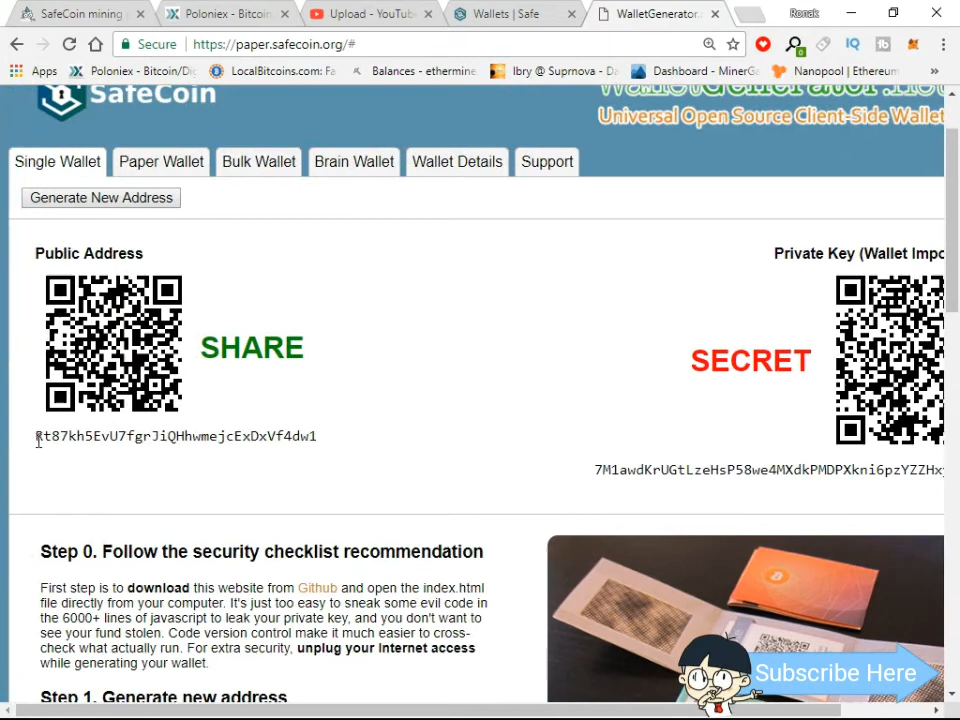 SafeCoin mining
Poloniex - Bitcoin
Upload - YouTube
Wallets | Safe
WalletGenerator.
Ronak
Secure
https://paper.safecoin.org/#
Apps
Poloniex - Bitcoin/Dig
LocalBitcoins.com: Fa
Balances - ethermine.
Ibry @ Suprnova - Da
Dashboard - MinerGa
Nanopool | Ethereum
»
SafeCoin
WalletGenerator.net
Universal Open Source Client-Side Wallet
Single Wallet
Paper Wallet
Bulk Wallet
Brain Wallet
Wallet Details
Support
Generate New Address
Public Address
Private Key (Wallet Impo
SHARE
SECRET
Rt87kh5EvU7fgrJiQHhwmejcExDxVf4dw1
7M1awdKrUGtLzeHsP58we4MXdkPMDPXkni6pzYZZHxj
Step 0. Follow the security checklist recommendation
First step is to download this website from Github and open the index.html
file directly from your computer. It's just too easy to sneak some evil code in
the 6000+ lines of javascript to leak your private key, and you don't want to
see your fund stolen. Code version control make it much easier to cross-
check what actually run. For extra security, unplug your Internet access
while generating your wallet.
Step 1. Generate new address
Subscribe Here